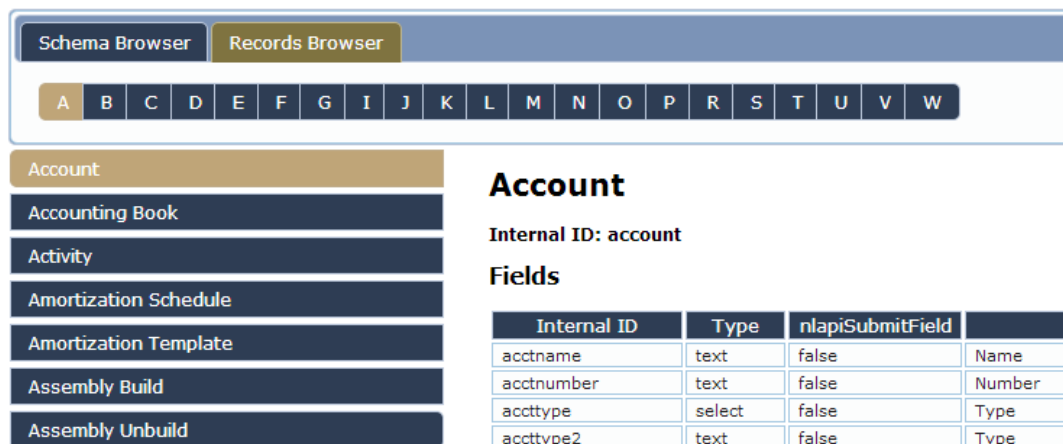 Schema Browser Records Browser
A B C D E F G I J K L M N O P R S T U V W
Account
Accounting Book
Activity
Amortization Schedule
Amortization Template
Assembly Build
Assembly Unbuild
Account
Internal ID: account
Fields
Internal ID Type nlapiSubmitField
acctname text false Name
acctnumber text false Number
accttype select false Type
accttype2 text false Type